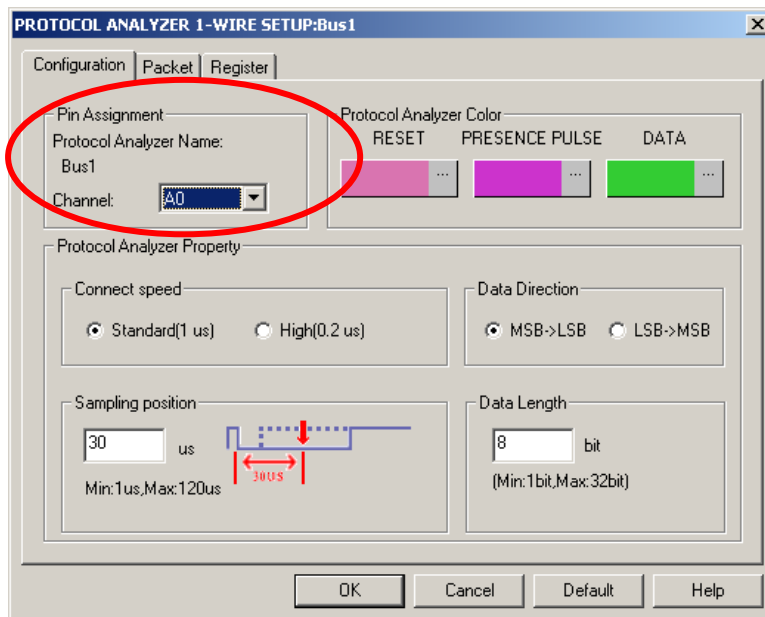 PROTOCOL ANALYZER 1-WIRE SETUP:Bus1
Configuration Packet Register
Pin Assignment
Protocol Analyzer Name:
Bus1
Channel: A0
Protocol Analyzer Color
RESET PRESENCE PULSE DATA
... ... ...
Protocol Analyzer Property
Connect speed
Standard(1 us) High(0.2 us)
Data Direction
MSB->LSB LSB->MSB
Sampling position
30 us
30US
Min:1us,Max:120us
Data Length
8 bit
(Min:1bit,Max:32bit)
OK Cancel Default Help